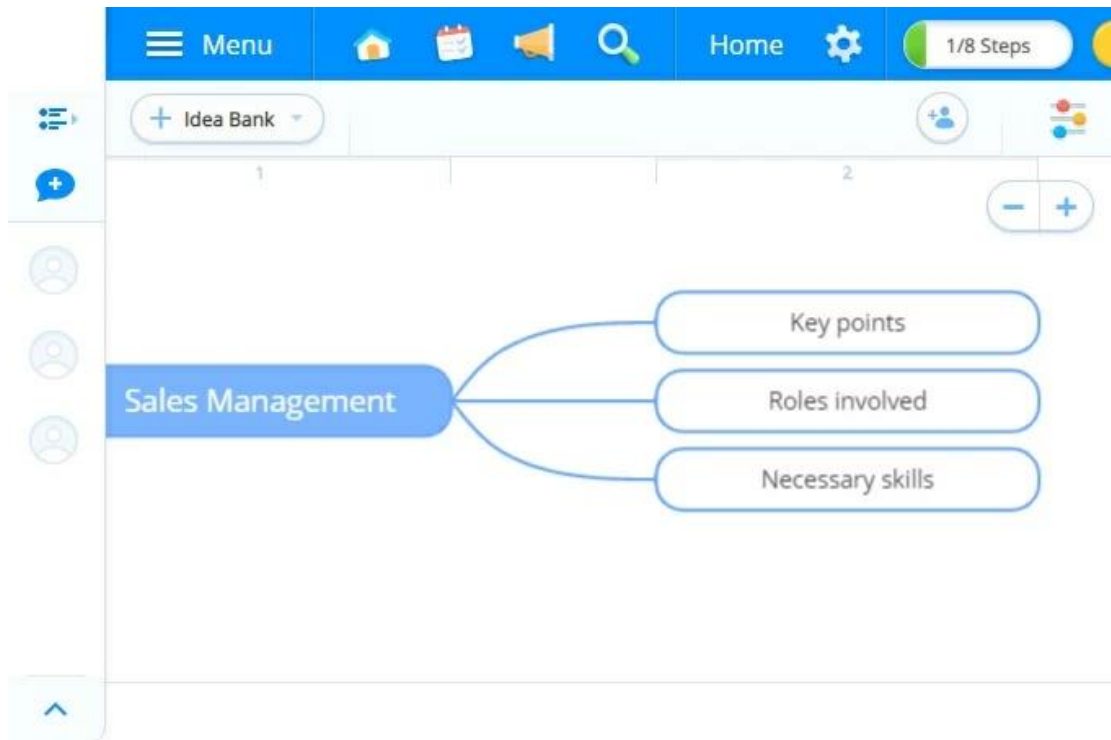 Menu
Home
1/8 Steps
+ Idea Bank
1
2
Key points
Sales Management
Roles involved
Necessary skills